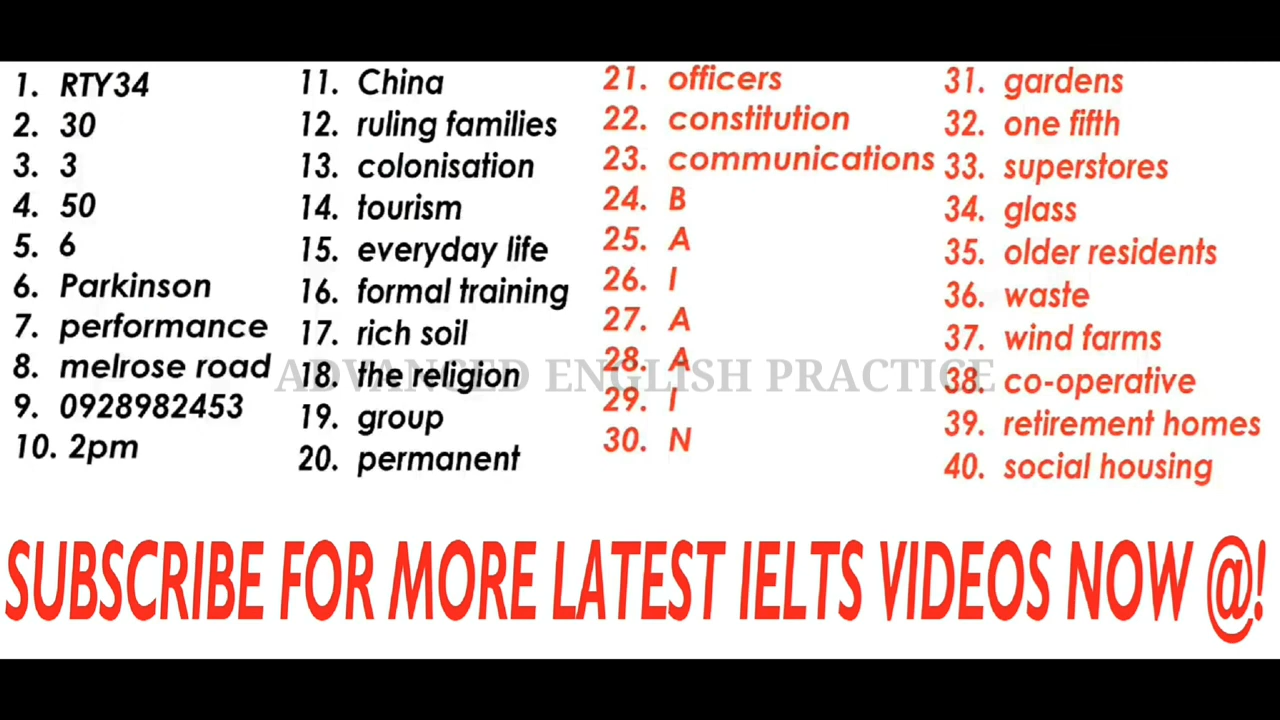 1. RTY34
2. 30
3. 3
4. 50
5. 6
6. Parkinson
7. performance
8. melrose road
9. 0928982453
10. 2pm
11. China
12. ruling families
13. colonisation
14. tourism
15. everyday life
16. formal training
17. rich soil
18. the religion
19. group
20. permanent
21. officers
22. constitution
23. communications
24. B
25. A
26. I
27. A
28. A
29. I
30. N
31. gardens
32. one fifth
33. superstores
34. glass
35. older residents
36. waste
37. wind farms
38. co-operative
39. retirement homes
40. social housing
ADVANCED ENGLISH PRACTICE
SUBSCRIBE FOR MORE LATEST IELTS VIDEOS NOW @!